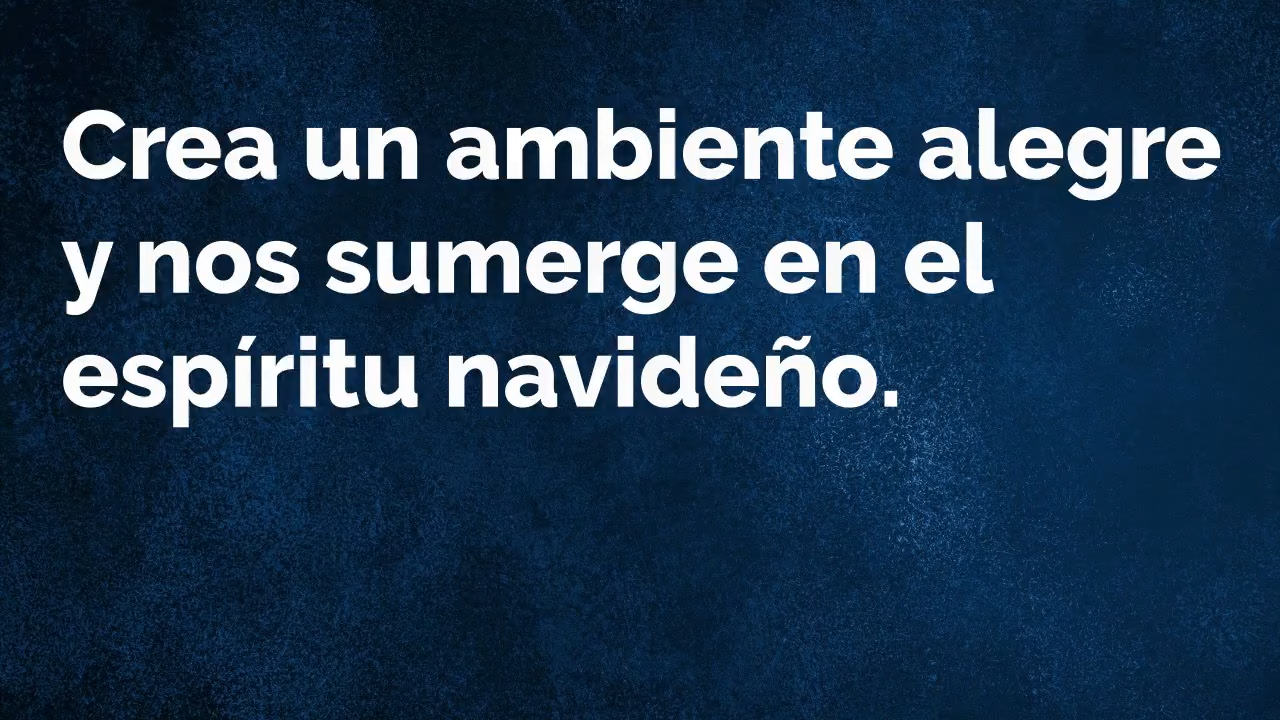 Crea un ambiente alegre
y nos sumerge en el
espíritu navideño.